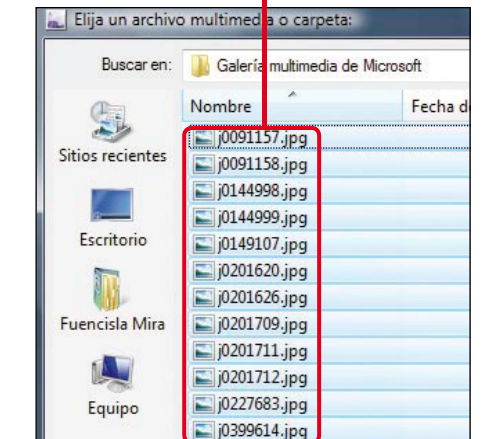 Elija un archivo multimedia o carpeta:
Buscar en:
Galería multimedia de Microsoft
Nombre
Fecha d
Sitios recientes
Escritorio
Fuencisla Mira
Equipo
j0091157.jpg
j0091158.jpg
j0144998.jpg
j0144999.jpg
j0149107.jpg
j0201620.jpg
j0201626.jpg
j0201709.jpg
j0201711.jpg
j0201712.jpg
j0227683.jpg
j0399614.jpg